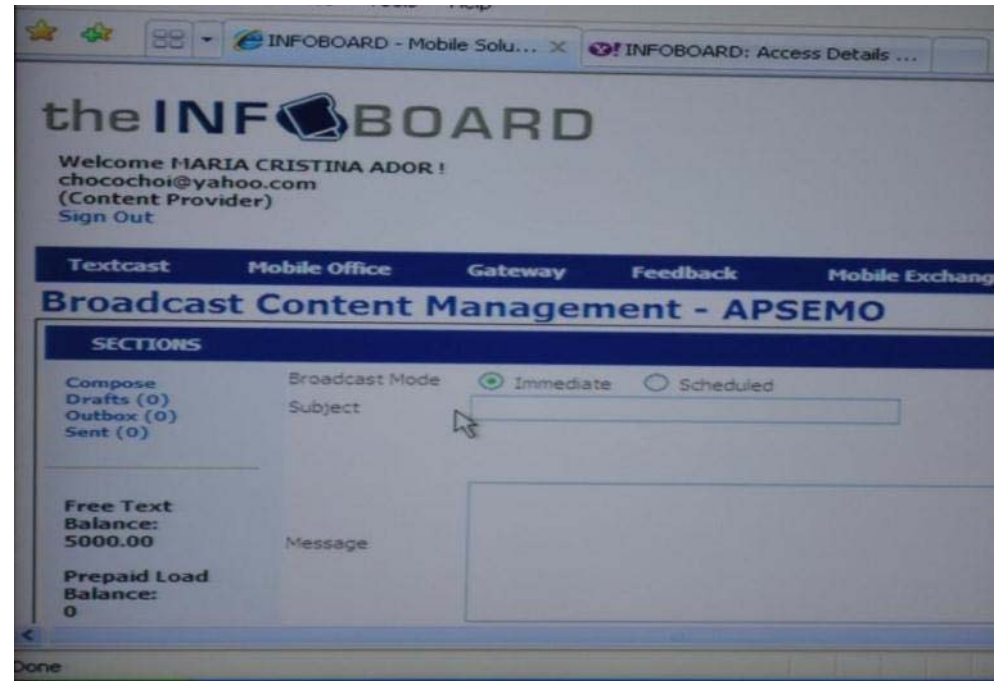 INFOBOARD - Mobile Solu... INFOBOARD: Access Details ...
the INFOBOARD
Welcome MARIA CRISTINA ADOR !
chocochoi@yahoo.com
(Content Provider)
Sign Out
Textcast Mobile Office Gateway Feedback Mobile Exchang
Broadcast Content Management - APSEMO
SECTIONS
Compose
Drafts (0)
Outbox (0)
Sent (0)
Broadcast Mode Immediate Scheduled
Subject
Free Text
Balance:
5000.00
Message
Prepaid Load
Balance:
0
Done